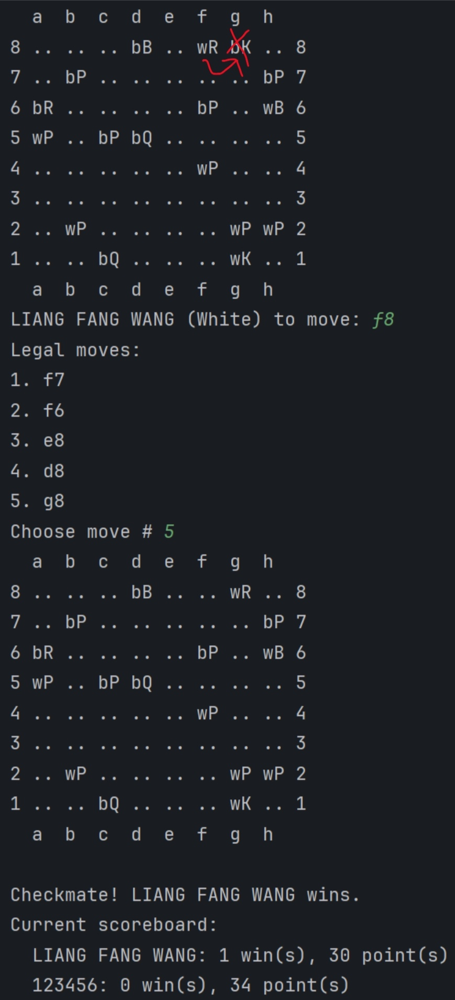 a b c d e f g h
8 .. .. .. bB .. wR bK .. 8
7 .. bP .. .. .. .. .. bP 7
6 bR .. .. .. .. bP .. wB 6
5 wP .. bP bQ .. .. .. .. 5
4 .. .. .. .. .. wP .. .. 4
3 .. .. .. .. .. .. .. .. 3
2 .. wP .. .. .. .. wP wP 2
1 .. .. bQ .. .. .. wK .. 1
a b c d e f g h
LIANG FANG WANG (White) to move: f8
Legal moves:
1. f7
2. f6
3. e8
4. d8
5. g8
Choose move # 5
a b c d e f g h
8 .. .. .. bB .. .. wR .. 8
7 .. bP .. .. .. .. .. bP 7
6 bR .. .. .. .. bP .. wB 6
5 wP .. bP bQ .. .. .. .. 5
4 .. .. .. .. .. wP .. .. 4
3 .. .. .. .. .. .. .. .. 3
2 .. wP .. .. .. .. wP wP 2
1 .. .. bQ .. .. .. wK .. 1
a b c d e f g h
Checkmate! LIANG FANG WANG wins.
Current scoreboard:
LIANG FANG WANG: 1 win(s), 30 point(s)
123456: 0 win(s), 34 point(s)